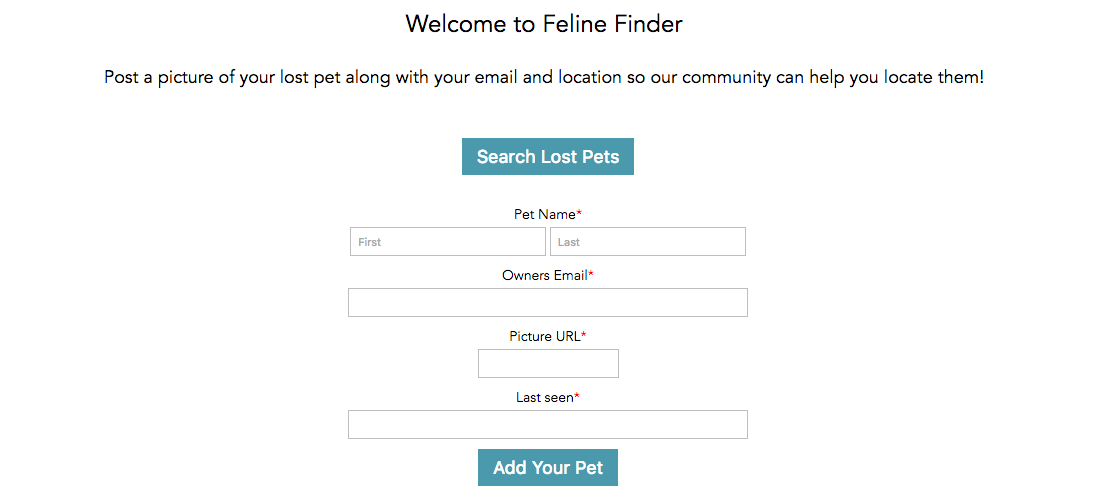 Welcome to Feline Finder
Post a picture of your lost pet along with your email and location so our community can help you locate them!
Search Lost Pets
Pet Name*
First Last
Owners Email*
Picture URL*
Last seen*
Add Your Pet